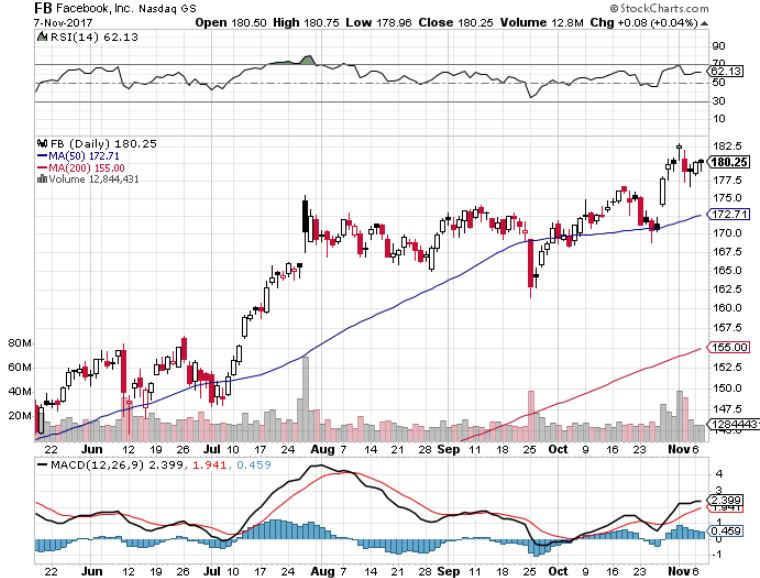 FB Facebook, Inc. Nasdaq GS © StockCharts.com
7-Nov-2017 Open 180.50 High 180.75 Low 178.96 Close 180.25 Volume 12.8M Chg +0.08 (+0.04%)
RSI(14) 62.13
90
70
62.13
50
30
10
FB (Daily) 180.25
MA(50) 172.71
MA(200) 155.00
Volume 12,844,431
182.5
180.25
177.5
175.0
172.71
170.0
167.5
165.0
162.5
160.0
157.5
155.00
152.5
150.0
147.5
80M
60M
40M
20M
12844431
22 Jun 12 19 26 Jul 10 17 24 Aug 7 14 21 28 Sep 11 18 25 Oct 9 16 23 Nov 6
MACD(12,26,9) 2.399, 1.941, 0.459
4
3
2.399
1.941
0.459
0
-1
22 Jun 12 19 26 Jul 10 17 24 Aug 7 14 21 28 Sep 11 18 25 Oct 9 16 23 Nov 6